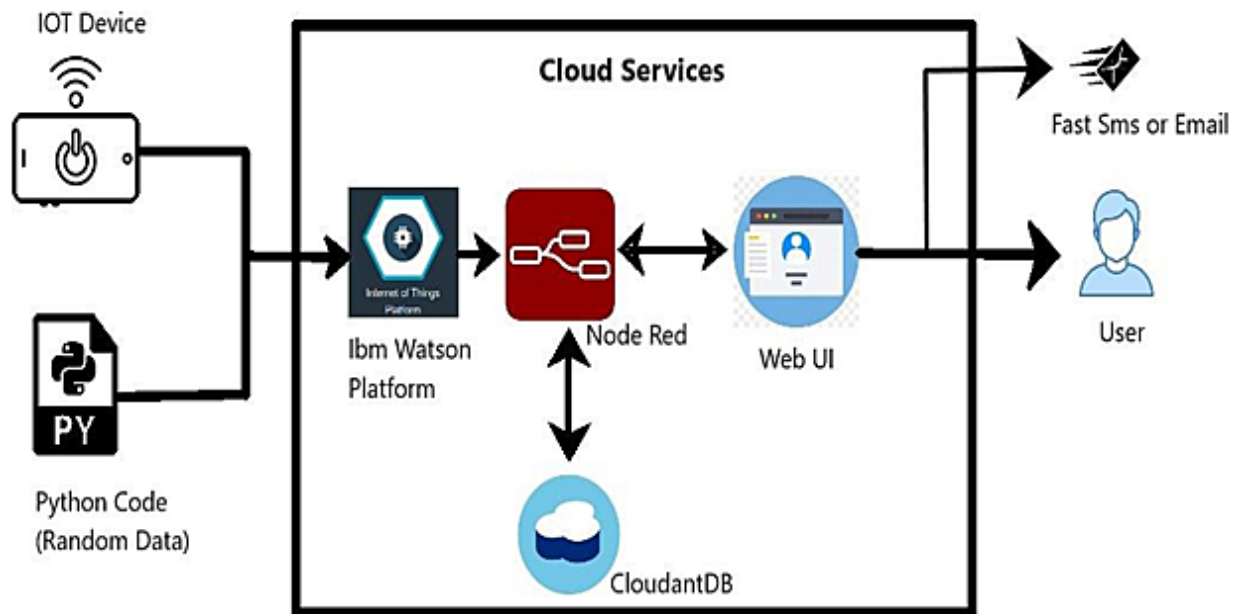 IOT Device
Cloud Services
Fast Sms or Email
Internet of Things
Platform
Ibm Watson
Platform
Node Red
Web UI
User
PY
Python Code
(Random Data)
CloudantDB